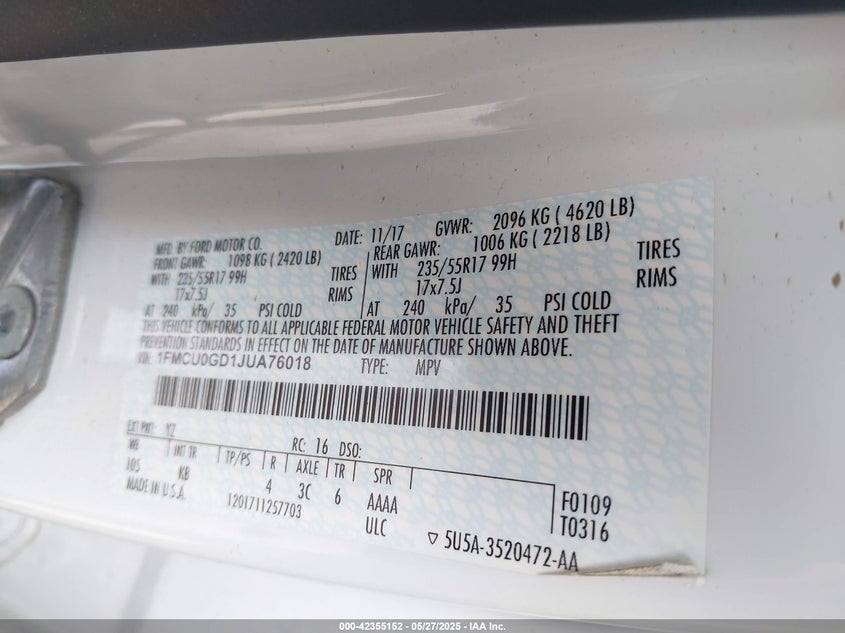 MFD. BY FORD MOTOR CO. DATE: 11/17 GVWR: 2096 KG ( 4620 LB)
FRONT GAWR: 1098 KG ( 2420 LB) REAR GAWR: 1006 KG ( 2218 LB)
WITH 235/55R17 99H TIRES WITH 235/55R17 99H TIRES
17x7.5J RIMS 17x7.5J RIMS
AT 240 kPa/ 35 PSI COLD AT 240 kPa/ 35 PSI COLD
THIS VEHICLE CONFORMS TO ALL APPLICABLE FEDERAL MOTOR VEHICLE SAFETY AND THEFT
PREVENTION STANDARDS IN EFFECT ON THE DATE OF MANUFACTURE SHOWN ABOVE.
VIN: 1FMCU0GD1JUA76018 TYPE: MPV
EXT PNT: YZ RC: 16 DSO:
WB INT TR TP/PS R AXLE TR SPR
105 KB 4 3C 6 AAAA F0109
MADE IN U.S.A. 1201711257703 ULC T0316
5U5A-3520472-AA
000-42355152 - 05/27/2025 - IAA Inc.